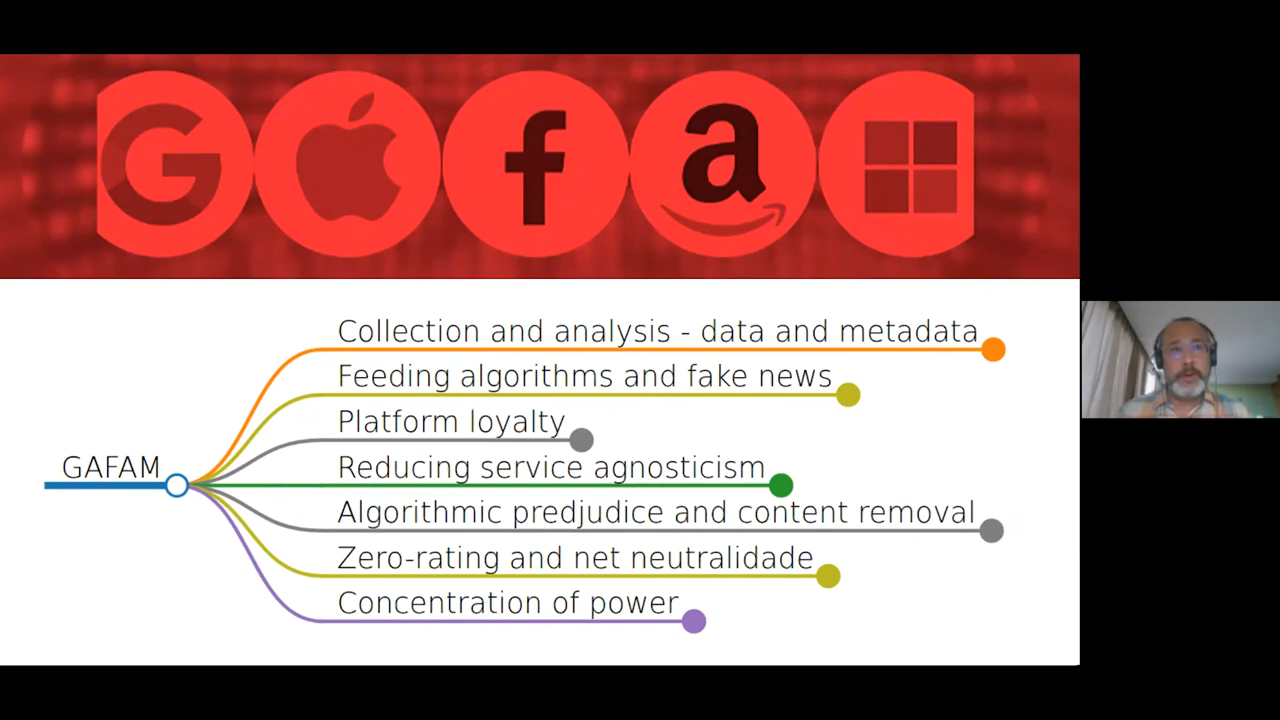 Collection and analysis - data and metadata
Feeding algorithms and fake news
Platform loyalty
GAFAM
Reducing service agnosticism
Algorithmic predjudice and content removal
Zero-rating and net neutralidade
Concentration of power